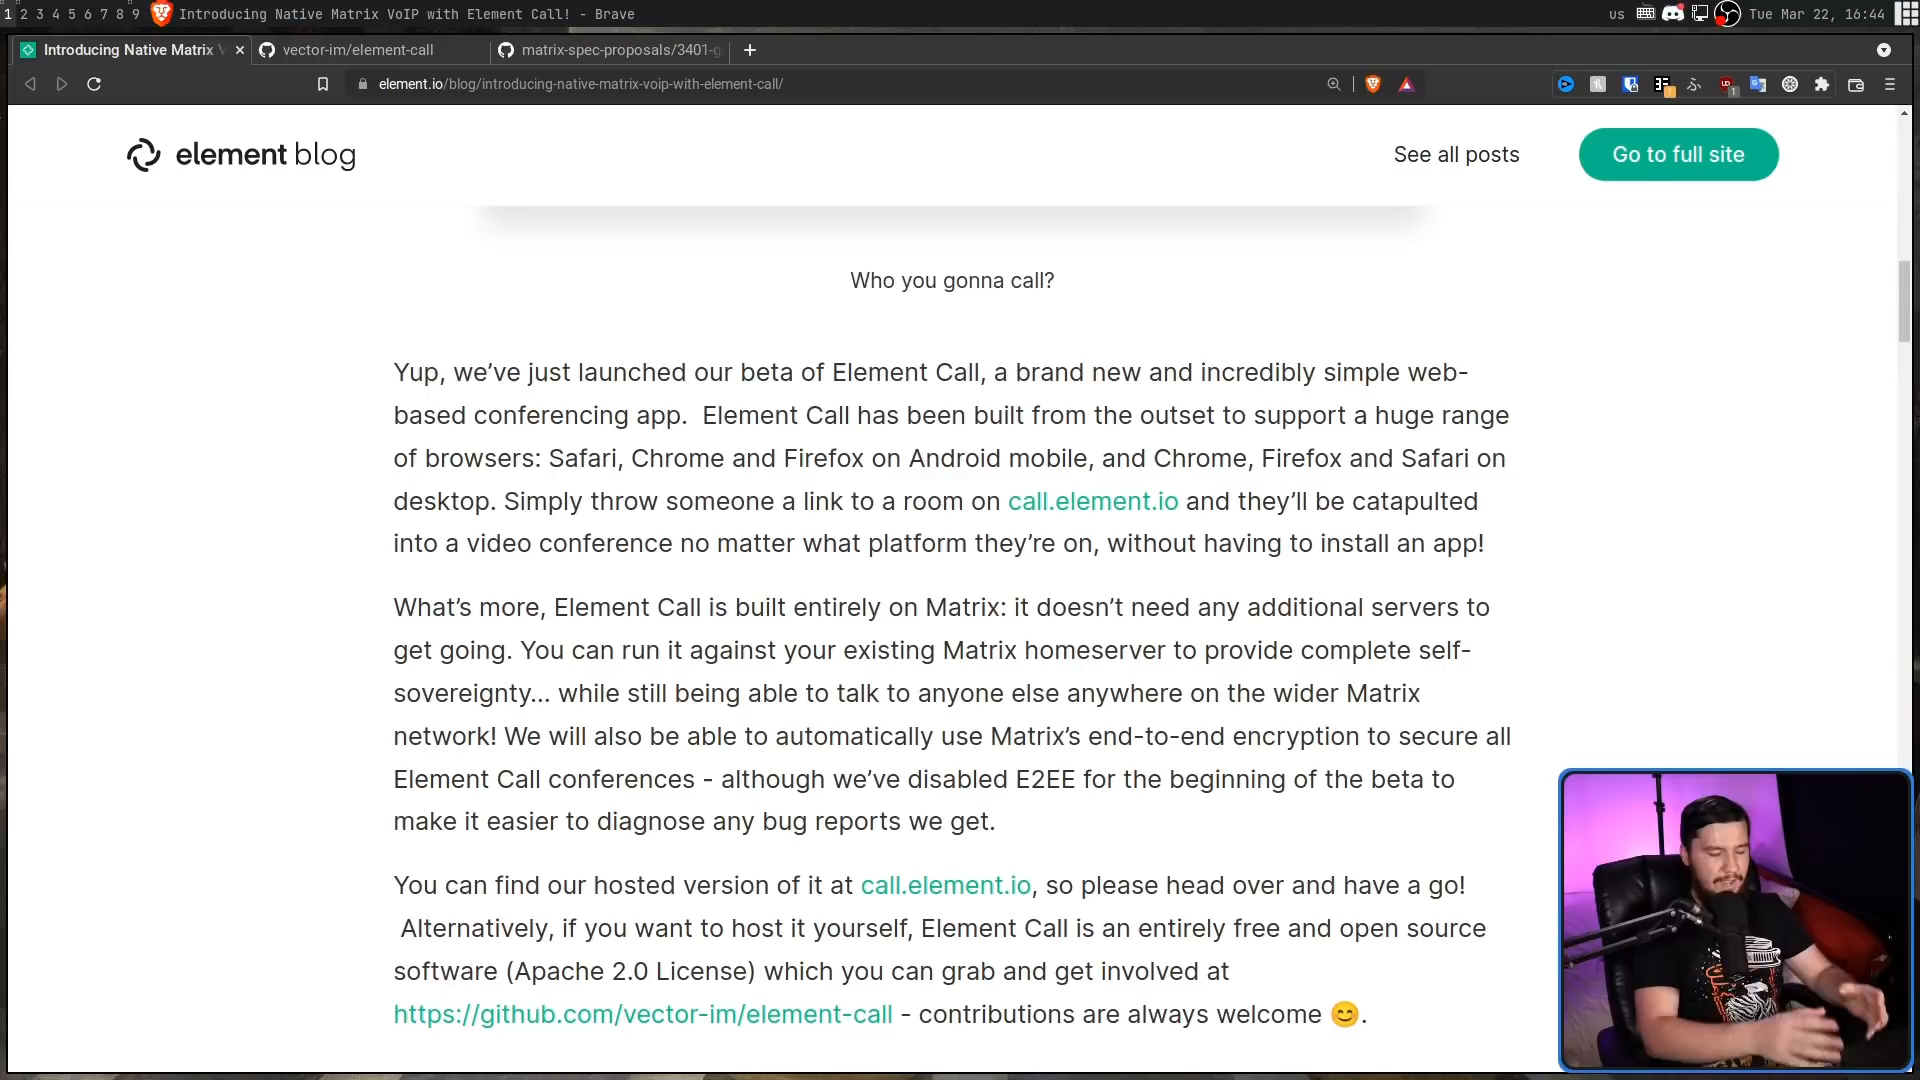 1 2 3 4 5 6 7 8 9 Introducing Native Matrix VoIP with Element Call! - Brave us Tue Mar 22, 16:44
Introducing Native Matrix V
vector-im/element-call
matrix-spec-proposals/3401-g
element.io/blog/introducing-native-matrix-voip-with-element-call/
element blog
See all posts
Go to full site
Who you gonna call?
Yup, we’ve just launched our beta of Element Call, a brand new and incredibly simple web-
based conferencing app.  Element Call has been built from the outset to support a huge range
of browsers: Safari, Chrome and Firefox on Android mobile, and Chrome, Firefox and Safari on
desktop. Simply throw someone a link to a room on call.element.io and they’ll be catapulted
into a video conference no matter what platform they’re on, without having to install an app!
What’s more, Element Call is built entirely on Matrix: it doesn’t need any additional servers to
get going. You can run it against your existing Matrix homeserver to provide complete self-
sovereignty... while still being able to talk to anyone else anywhere on the wider Matrix
network! We will also be able to automatically use Matrix’s end-to-end encryption to secure all
Element Call conferences - although we’ve disabled E2EE for the beginning of the beta to
make it easier to diagnose any bug reports we get.
You can find our hosted version of it at call.element.io, so please head over and have a go!
Alternatively, if you want to host it yourself, Element Call is an entirely free and open source
software (Apache 2.0 License) which you can grab and get involved at
https://github.com/vector-im/element-call - contributions are always welcome 😊.